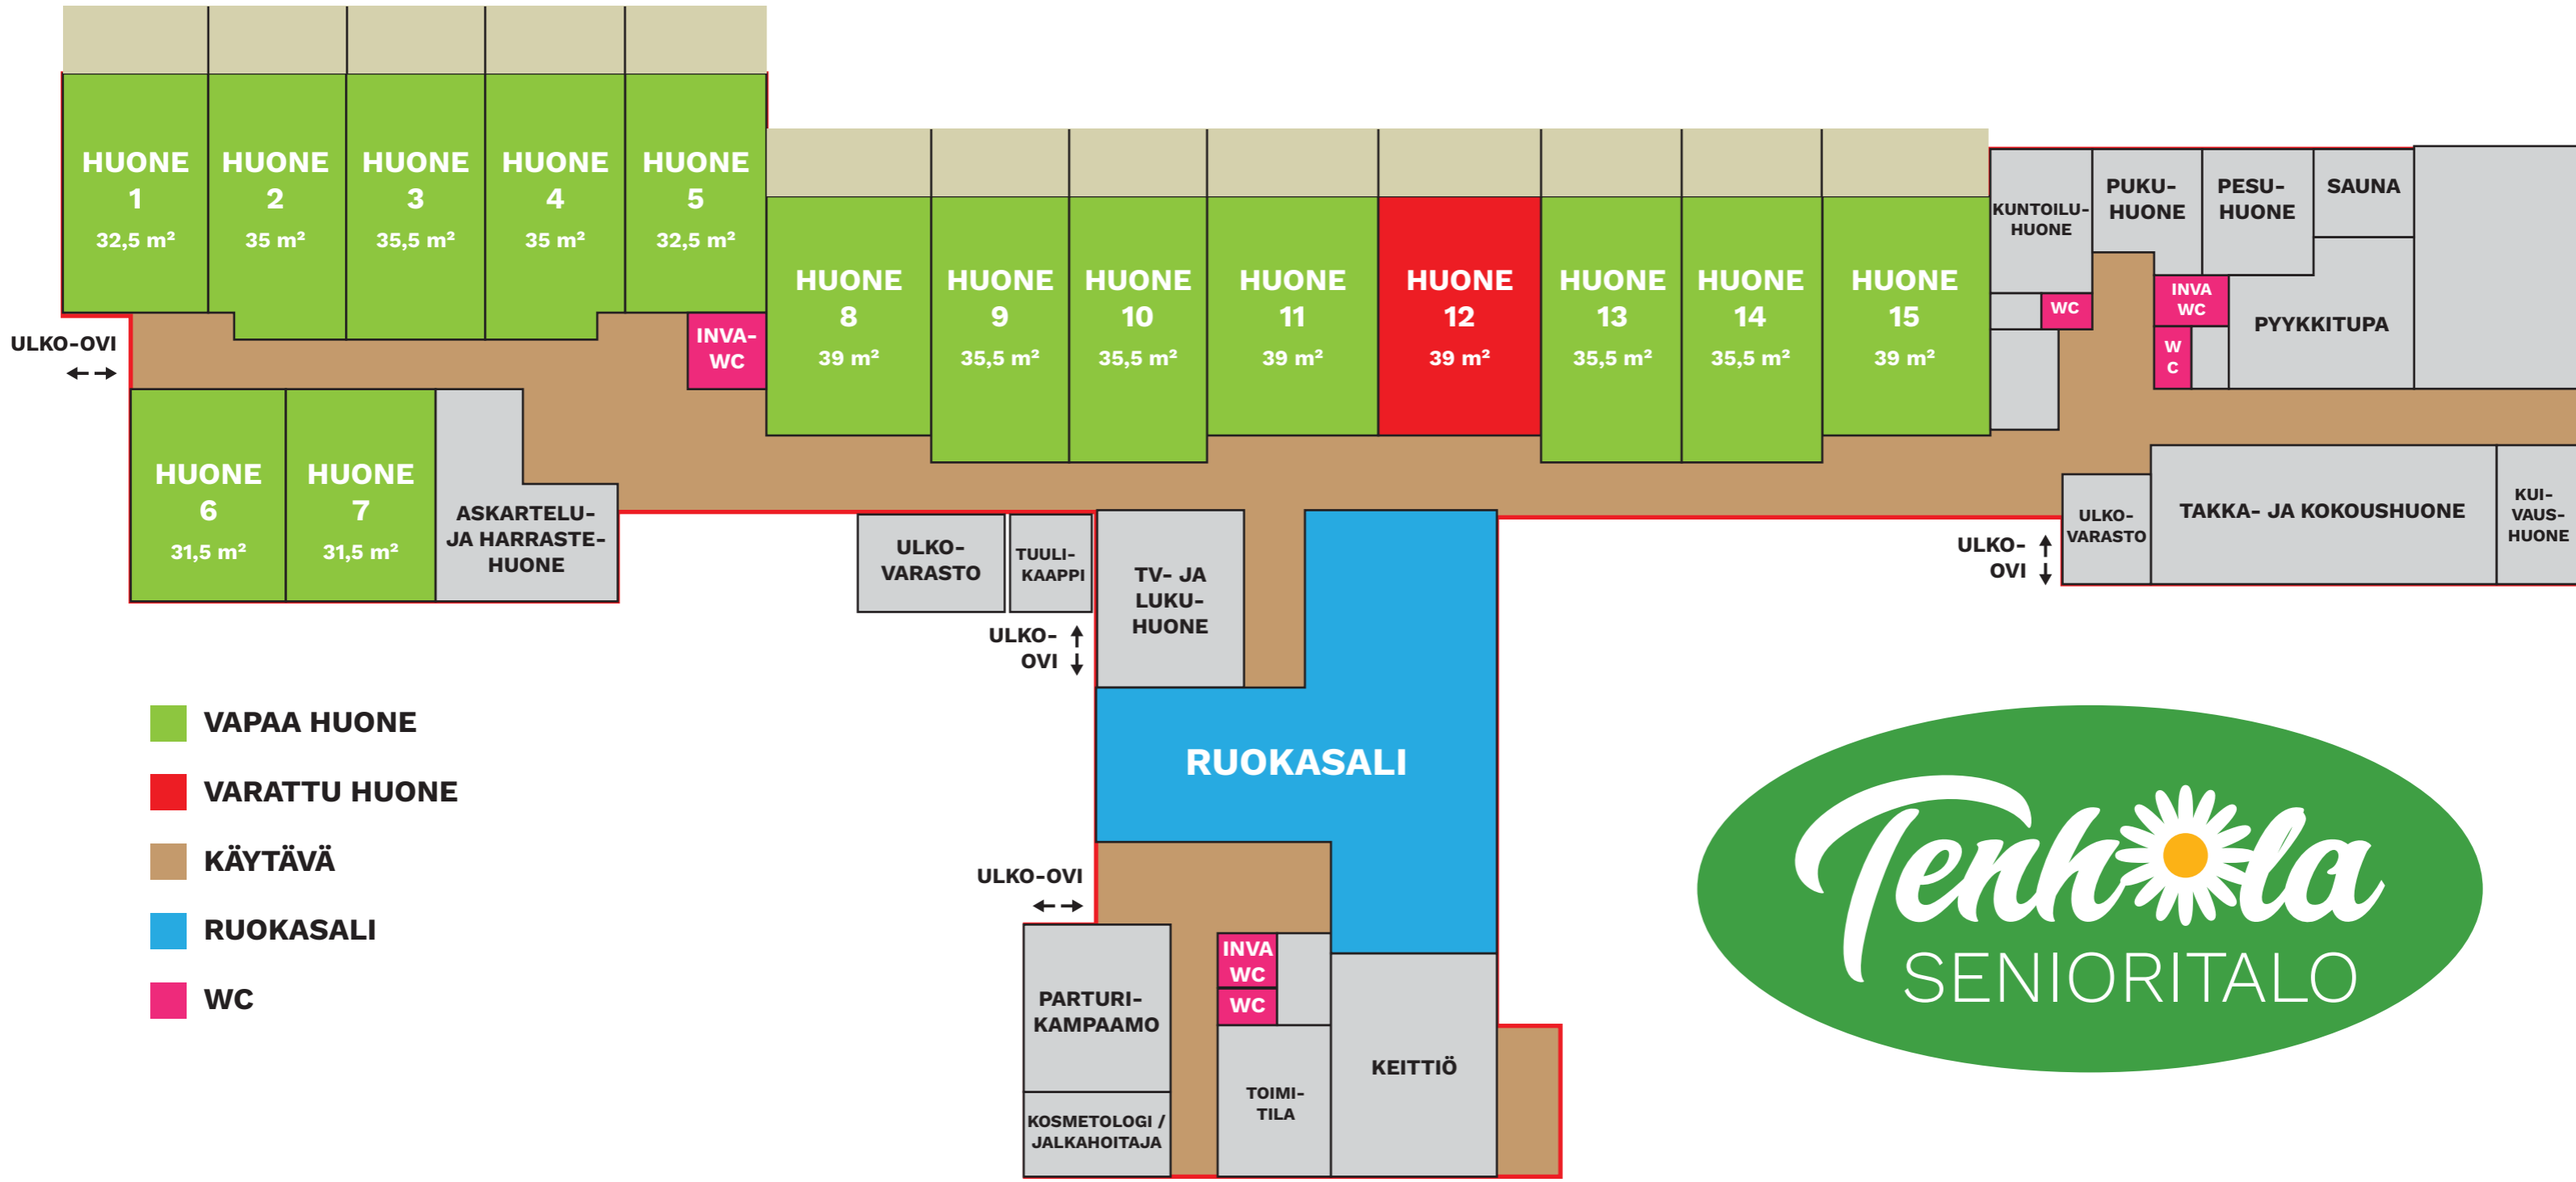 HUONE
1
32,5 m²
HUONE
2
35 m²
HUONE
3
35,5 m²
HUONE
4
35 m²
HUONE
5
32,5 m²
HUONE
8
39 m²
HUONE
9
35,5 m²
HUONE
10
35,5 m²
HUONE
11
39 m²
HUONE
12
39 m²
HUONE
13
35,5 m²
HUONE
14
35,5 m²
HUONE
15
39 m²
KUNTOILU-
HUONE
PUKU-
HUONE
PESU-
HUONE
SAUNA
WC
INVA
WC
W
C
PYYKKITUPA
ULKO-OVI
INVA-
WC
HUONE
6
31,5 m²
HUONE
7
31,5 m²
ASKARTELU-
JA HARRASTE-
HUONE
ULKO-
VARASTO
TUULI-
KAAPPI
ULKO-
OVI
TV- JA
LUKU-
HUONE
ULKO-
OVI
ULKO-
VARASTO
TAKKA- JA KOKOUSHUONE
KUI-
VAUS-
HUONE
VAPAA HUONE
VARATTU HUONE
KÄYTÄVÄ
RUOKASALI
WC
RUOKASALI
ULKO-OVI
PARTURI-
KAMPAAMO
KOSMETOLOGI /
JALKAHOITAJA
INVA
WC
WC
TOIMI-
TILA
KEITTIÖ
Tenhola
SENIORITALO